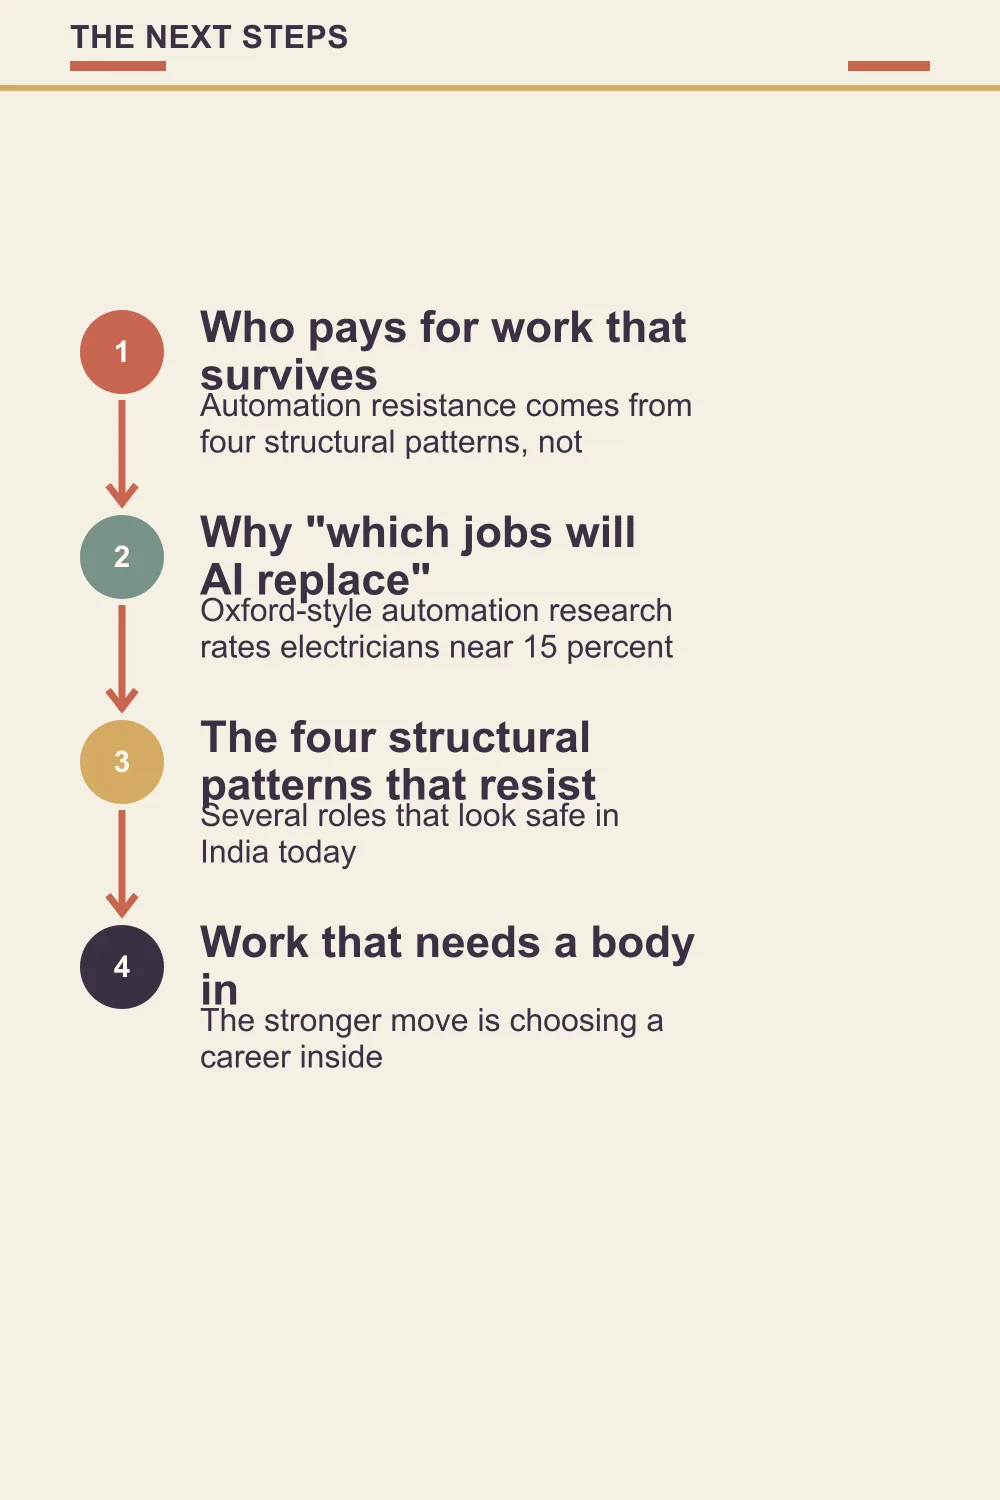 THE NEXT STEPS
1
Who pays for work that
survives
Automation resistance comes from
four structural patterns, not
2
Why "which jobs will
AI replace"
Oxford-style automation research
rates electricians near 15 percent
3
The four structural
patterns that resist
Several roles that look safe in
India today
4
Work that needs a body
in
The stronger move is choosing a
career inside